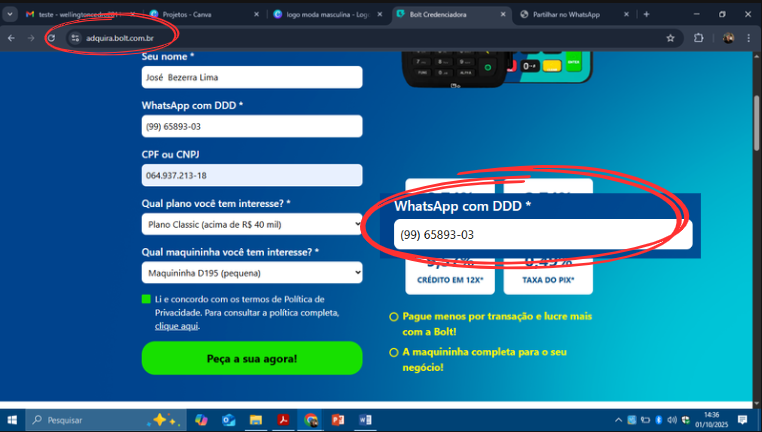 teste - wellingtoncedro201
Projetos - Canva
logo moda masculina - Log
Bolt Credenciadora
Partilhar no WhatsApp
adquira.bolt.com.br
Seu nome *
José Bezerra Lima
WhatsApp com DDD *
(99) 65893-03
CPF ou CNPJ
064.937.213-18
Qual plano você tem interesse? *
Plano Classic (acima de R$ 40 mil)
Qual maquininha você tem interesse? *
Maquininha D195 (pequena)
Li e concordo com os termos de Política de
Privacidade. Para consultar a política completa,
clique aqui.
Peça a sua agora!
WhatsApp com DDD *
(99) 65893-03
CRÉDITO EM 12X*
TAXA DO PIX*
Pague menos por transação e lucre mais
com a Bolt!
A maquininha completa para o seu
negócio!
Pesquisar
14:36
01/10/2025